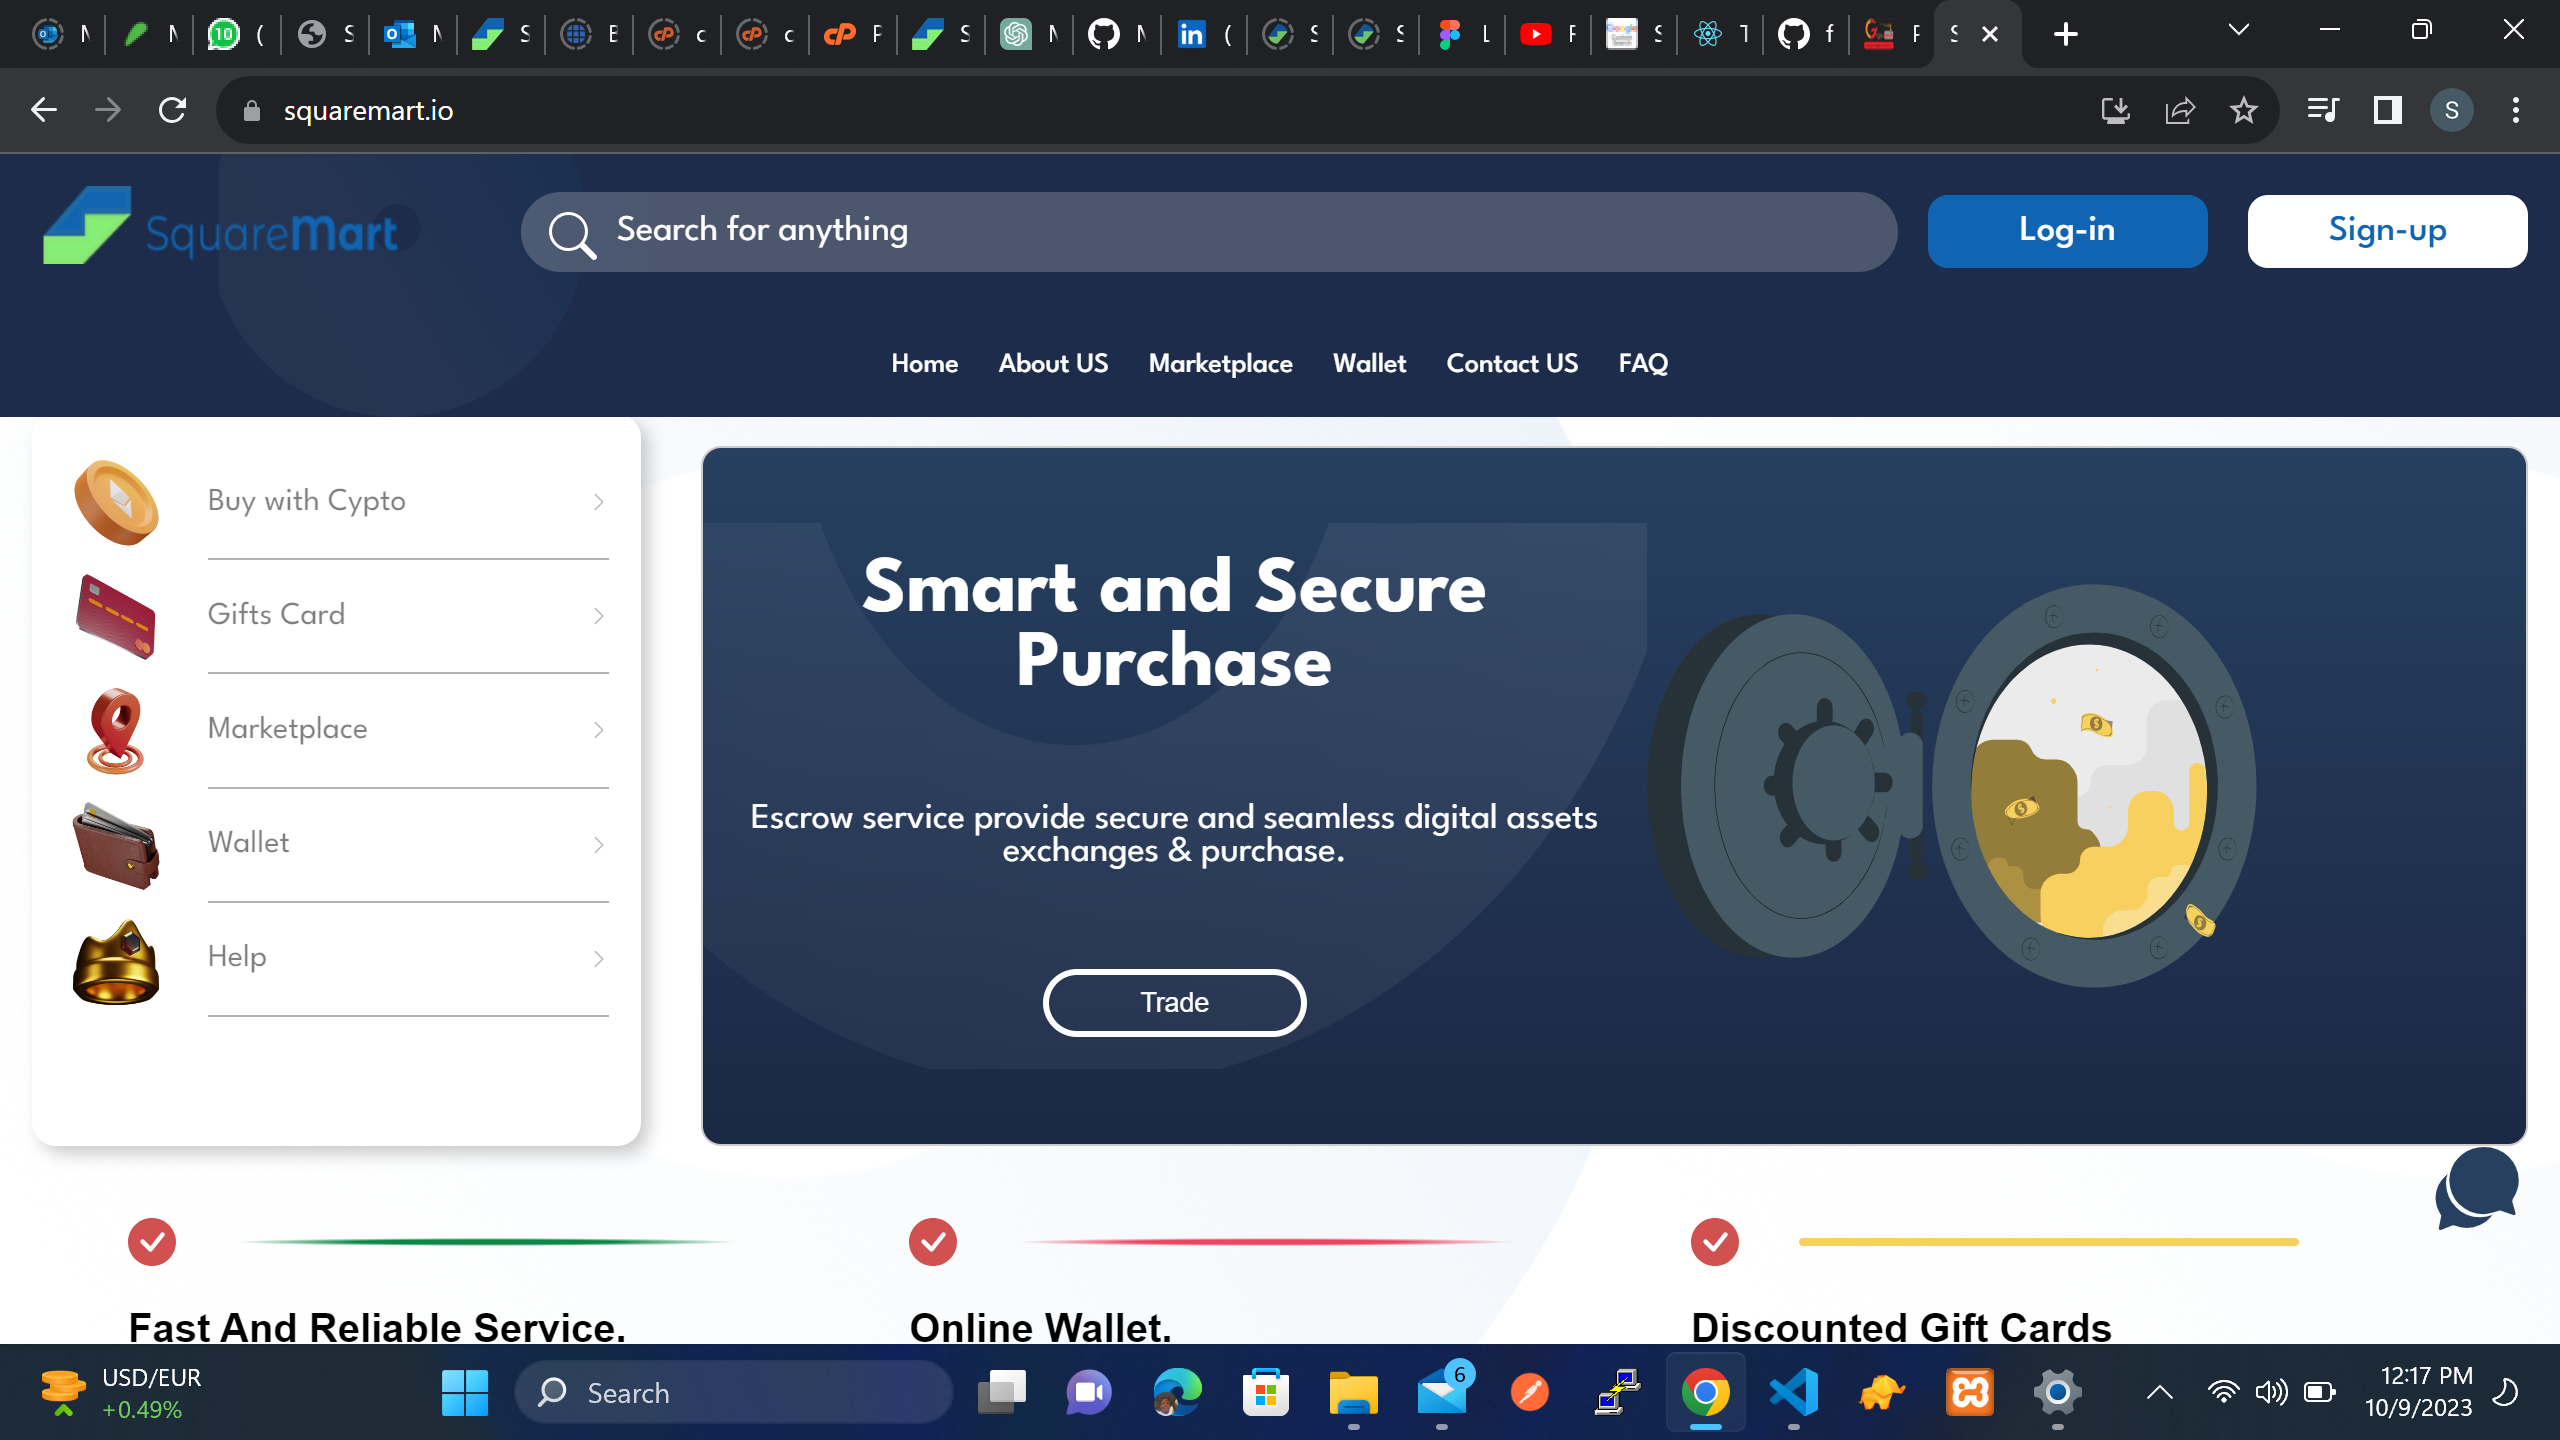 squaremart.io
S
SquareMart
Search for anything
Log-in
Sign-up
Home
About US
Marketplace
Wallet
Contact US
FAQ
Buy with Cypto
Gifts Card
Marketplace
Wallet
Help
Smart and Secure
Purchase
Escrow service provide secure and seamless digital assets
exchanges & purchase.
Trade
Fast And Reliable Service.
Online Wallet.
Discounted Gift Cards
USD/EUR
+0.49%
Search
6
12:17 PM
10/9/2023